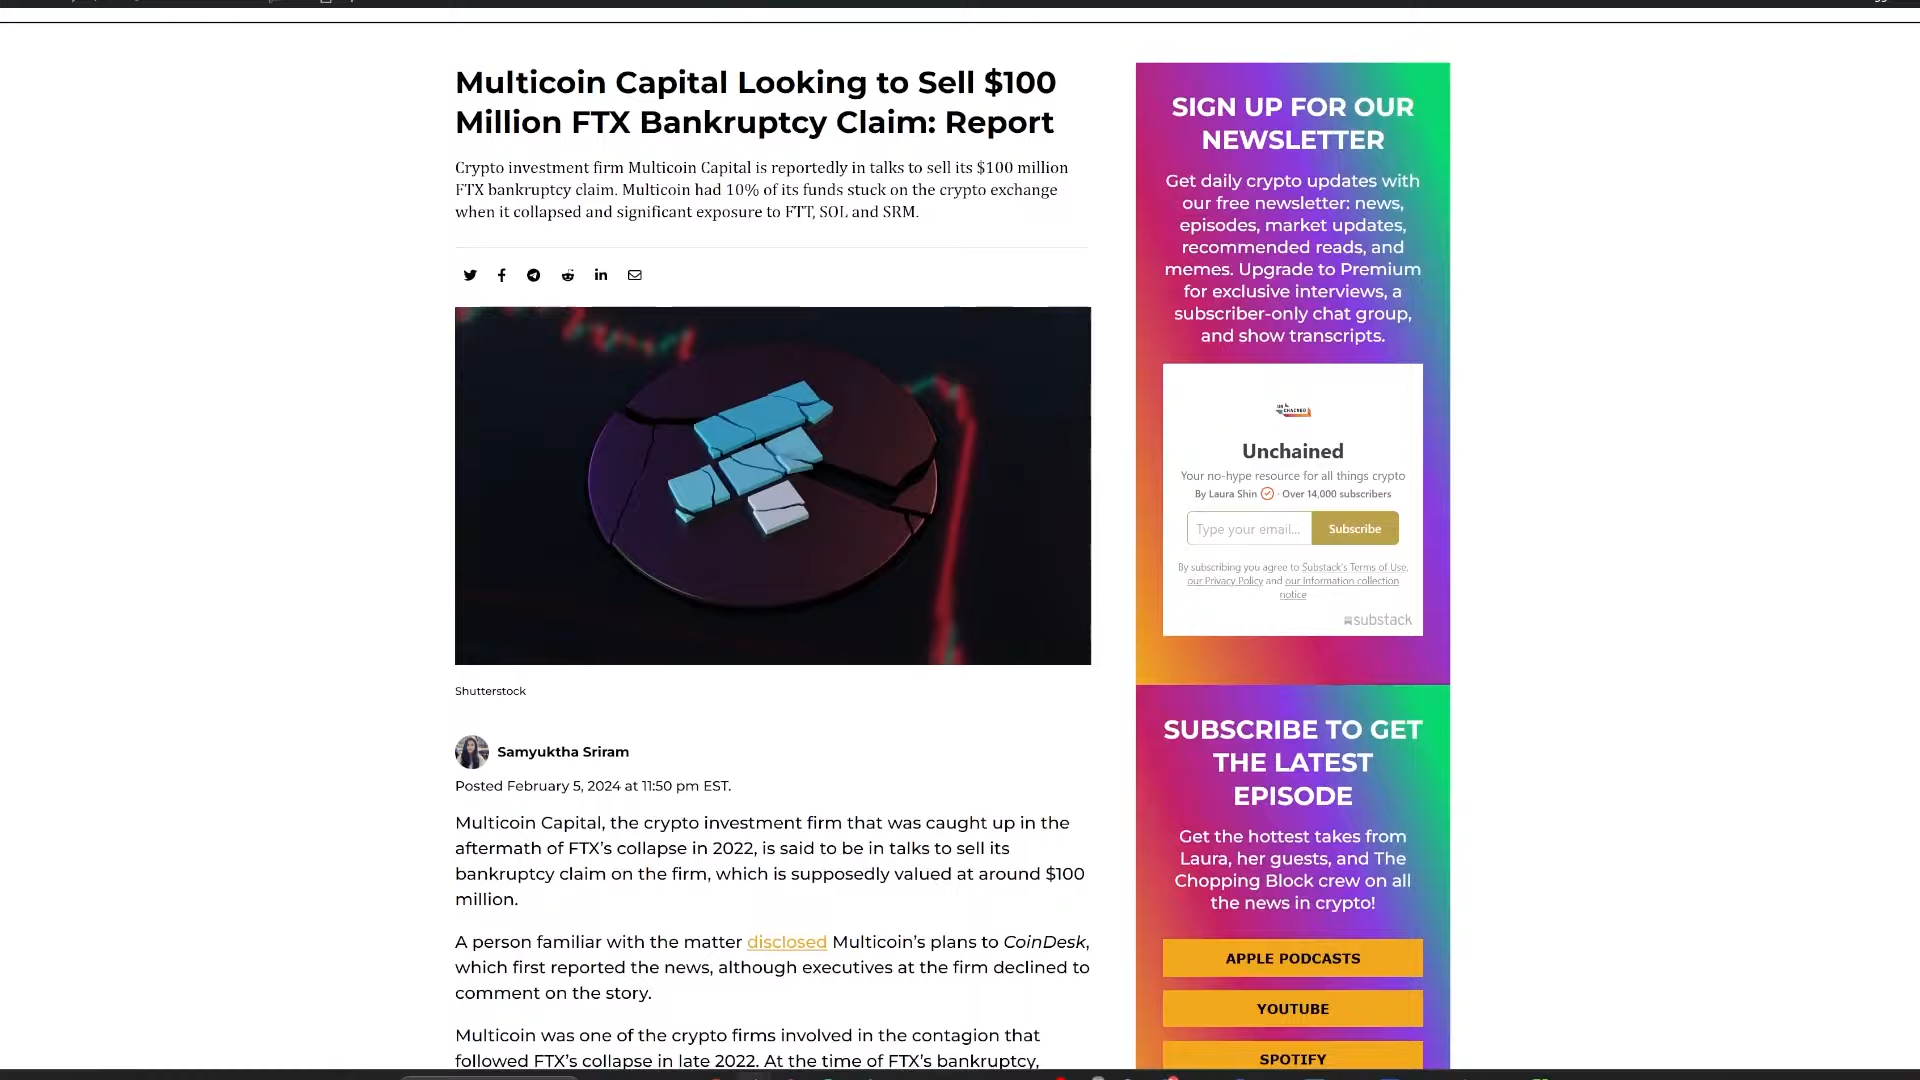 Multicoin Capital Looking to Sell $100
Million FTX Bankruptcy Claim: Report
Crypto investment firm Multicoin Capital is reportedly in talks to sell its $100 million
FTX bankruptcy claim. Multicoin had 10% of its funds stuck on the crypto exchange
when it collapsed and significant exposure to FTT, SOL and SRM.
Shutterstock
Samyuktha Sriram
Posted February 5, 2024 at 11:50 pm EST.
Multicoin Capital, the crypto investment firm that was caught up in the
aftermath of FTX’s collapse in 2022, is said to be in talks to sell its
bankruptcy claim on the firm, which is supposedly valued at around $100
million.
A person familiar with the matter disclosed Multicoin’s plans to CoinDesk,
which first reported the news, although executives at the firm declined to
comment on the story.
Multicoin was one of the crypto firms involved in the contagion that
followed FTX’s collapse in late 2022. At the time of FTX’s bankruptcy,
SIGN UP FOR OUR
NEWSLETTER
Get daily crypto updates with
our free newsletter: news,
episodes, market updates,
recommended reads, and
memes. Upgrade to Premium
for exclusive interviews, a
subscriber-only chat group,
and show transcripts.
Unchained
Your no-hype resource for all things crypto
By Laura Shin · Over 14,000 subscribers
Type your email...
Subscribe
By subscribing you agree to Substack's Terms of Use,
our Privacy Policy and our Information collection
notice
substack
SUBSCRIBE TO GET
THE LATEST
EPISODE
Get the hottest takes from
Laura, her guests, and The
Chopping Block crew on all
the news in crypto!
APPLE PODCASTS
YOUTUBE
SPOTIFY